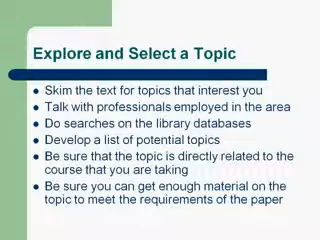 Explore and Select a Topic
Skim the text for topics that interest you
Talk with professionals employed in the area
Do searches on the library databases
Develop a list of potential topics
Be sure that the topic is directly related to the
course that you are taking
Be sure you can get enough material on the
topic to meet the requirements of the paper